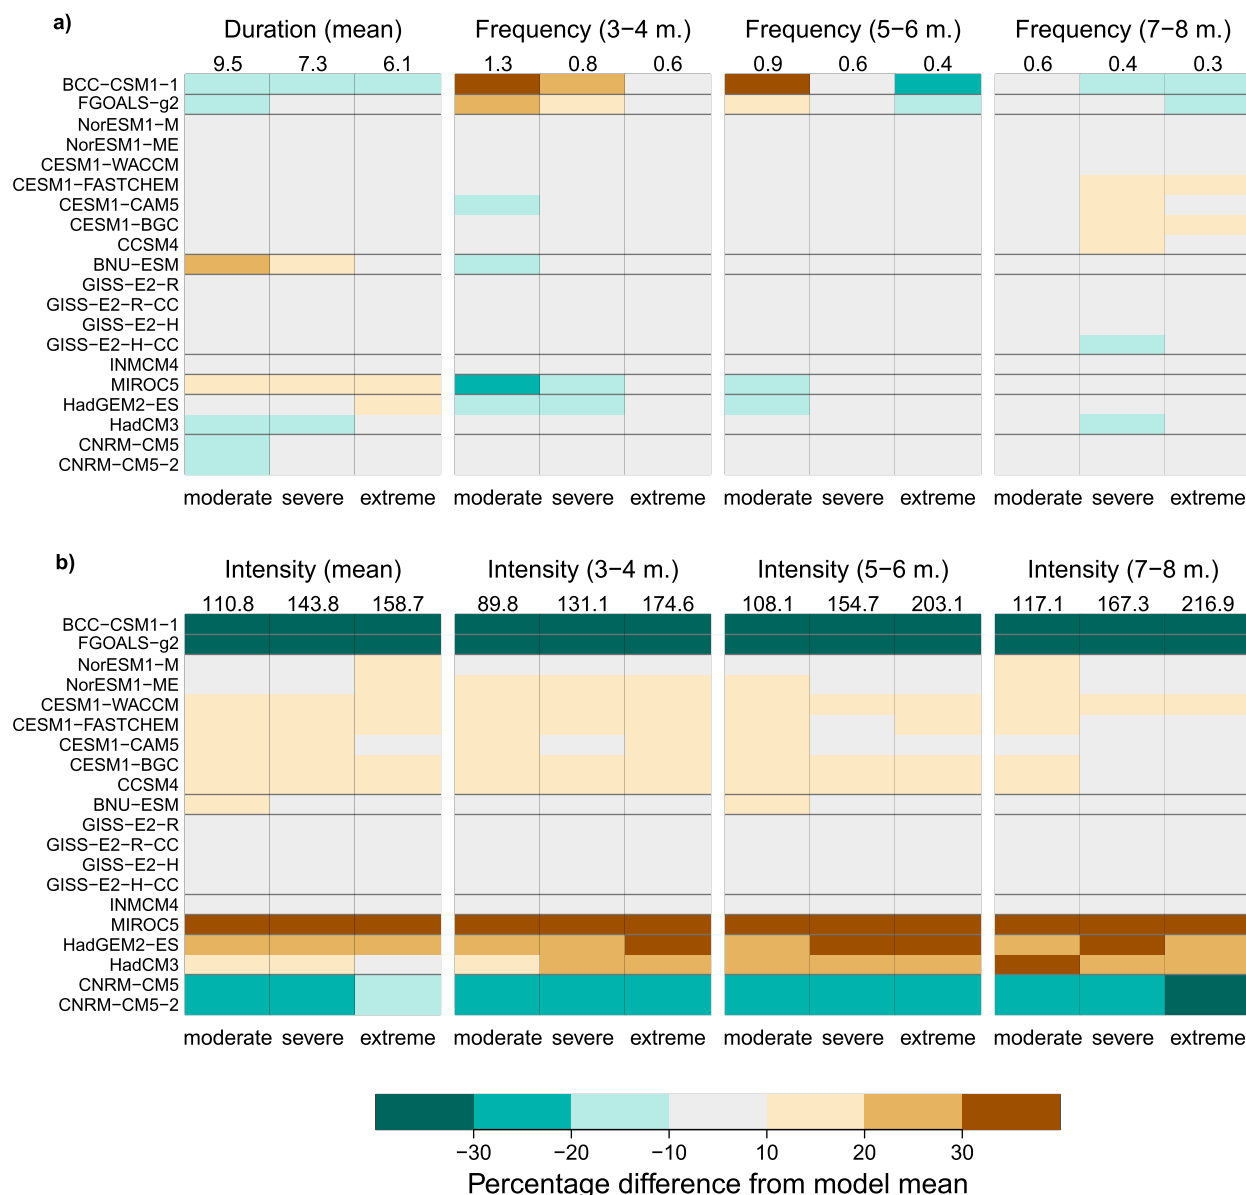 a)
Duration (mean) Frequency (3−4 m.) Frequency (5−6 m.) Frequency (7−8 m.)
9.5 7.3 6.1 1.3 0.8 0.6 0.9 0.6 0.4 0.6 0.4 0.3
BCC−CSM1−1
FGOALS−g2
NorESM1−M
NorESM1−ME
CESM1−WACCM
CESM1−FASTCHEM
CESM1−CAM5
CESM1−BGC
CCSM4
BNU−ESM
GISS−E2−R
GISS−E2−R−CC
GISS−E2−H
GISS−E2−H−CC
INMCM4
MIROC5
HadGEM2−ES
HadCM3
CNRM−CM5
CNRM−CM5−2
moderate severe extreme moderate severe extreme moderate severe extreme moderate severe extreme
b)
Intensity (mean) Intensity (3−4 m.) Intensity (5−6 m.) Intensity (7−8 m.)
110.8 143.8 158.7 89.8 131.1 174.6 108.1 154.7 203.1 117.1 167.3 216.9
BCC−CSM1−1
FGOALS−g2
NorESM1−M
NorESM1−ME
CESM1−WACCM
CESM1−FASTCHEM
CESM1−CAM5
CESM1−BGC
CCSM4
BNU−ESM
GISS−E2−R
GISS−E2−R−CC
GISS−E2−H
GISS−E2−H−CC
INMCM4
MIROC5
HadGEM2−ES
HadCM3
CNRM−CM5
CNRM−CM5−2
moderate severe extreme moderate severe extreme moderate severe extreme moderate severe extreme
−30 −20 −10 10 20 30
Percentage difference from model mean